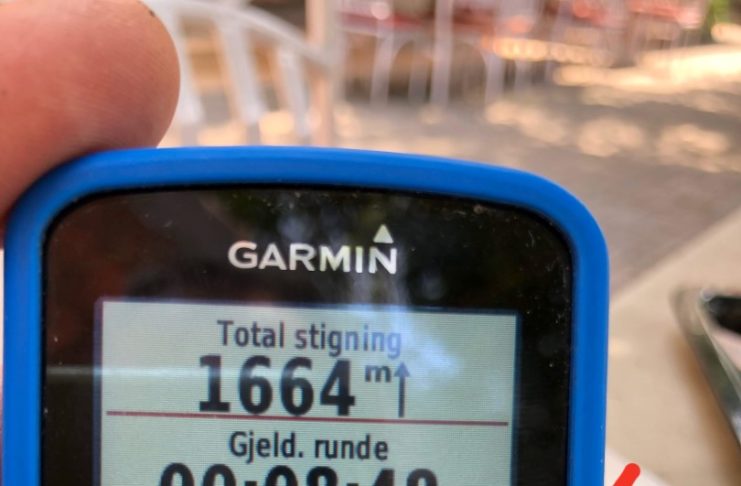 GARMIN
Total stigning
1664 m
Gjeld. runde